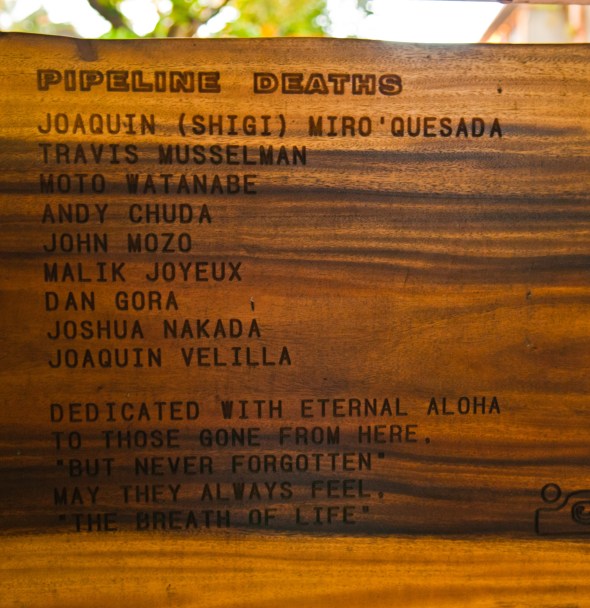 PIPELINE DEATHS
JOAQUIN (SHIGI) MIRO'QUESADA
TRAVIS MUSSELMAN
MOTO WATANABE
ANDY CHUDA
JOHN MOZO
MALIK JOYEUX
DAN GORA
JOSHUA NAKADA
JOAQUIN VELILLA
DEDICATED WITH ETERNAL ALOHA
TO THOSE GONE FROM HERE,
"BUT NEVER FORGOTTEN"
MAY THEY ALWAYS FEEL,
"THE BREATH OF LIFE"